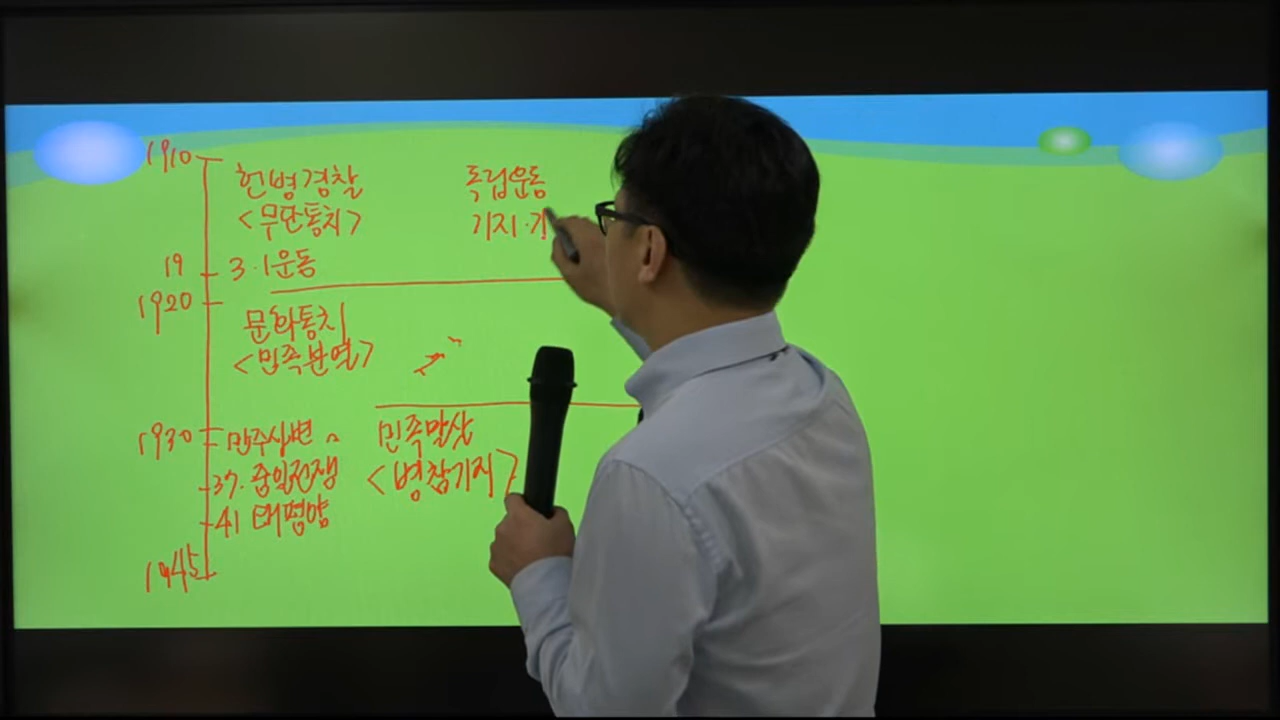 1910
헌병경찰
<무단통치>
독립운동
기지·
19
3·1운동
1920
문화통치
<민족분열>
1930
만주사변
민족말살
<병참기지>
37. 중일전쟁
41 태평양
1945